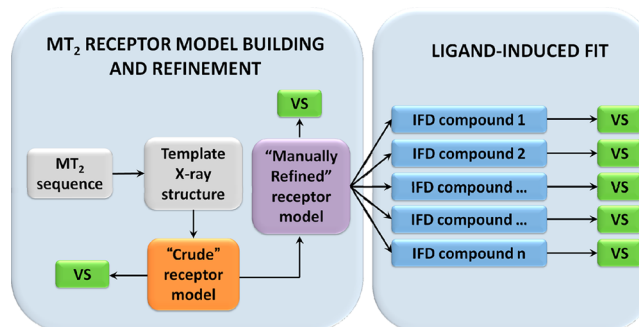 MT₂ RECEPTOR MODEL BUILDING
AND REFINEMENT
MT₂
sequence
Template
X-ray
structure
"Crude"
receptor
model
VS
VS
"Manually
Refined"
receptor
model
LIGAND-INDUCED FIT
IFD compound 1
VS
IFD compound 2
VS
IFD compound ...
VS
IFD compound ...
VS
IFD compound n
VS